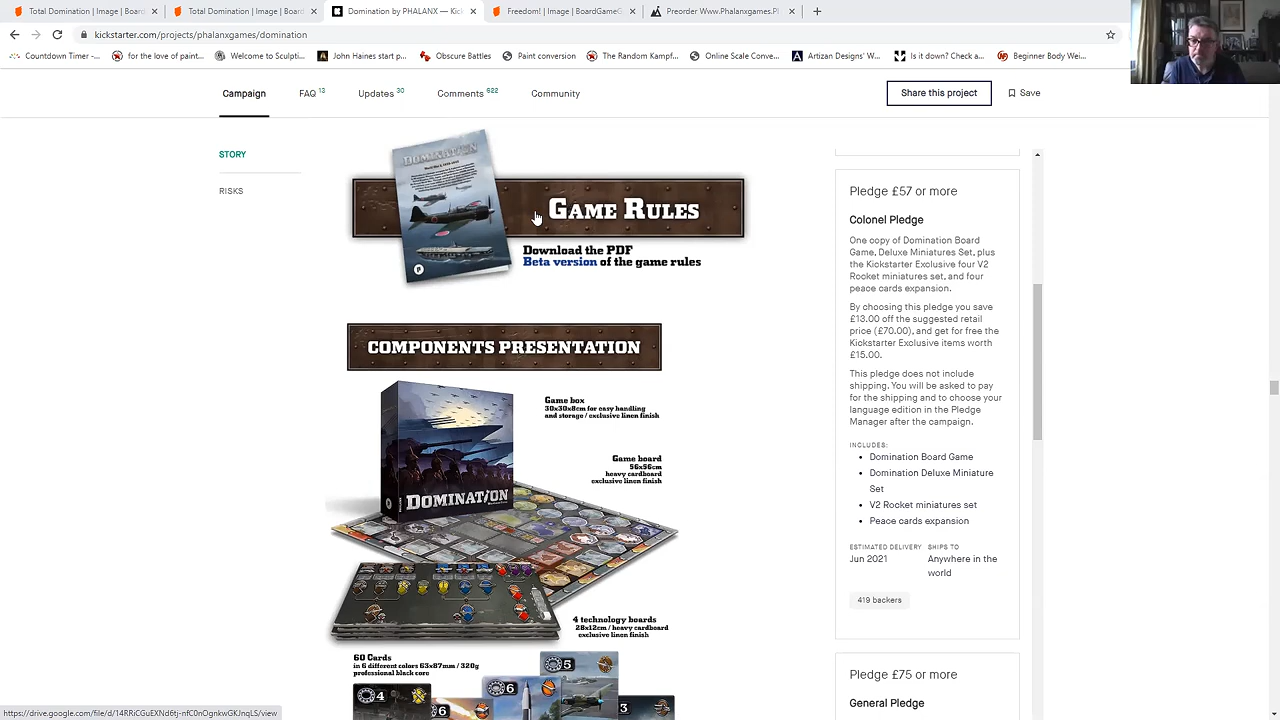 Total Domination | Image | Board
Total Domination | Image | Board
Domination by PHALANX — Kick
Freedom! | Image | BoardGameG
Preorder Www.Phalanxgames.Pl
kickstarter.com/projects/phalanxgames/domination
Countdown Timer -...
for the love of paint...
Welcome to Sculpti...
John Haines start p...
Obscure Battles
Paint conversion
The Random Kampf...
Online Scale Conve...
Artizan Designs' W...
Is it down? Check a...
Beginner Body Wei...
Campaign
FAQ 13
Updates 30
Comments 622
Community
Share this project
Save
STORY
RISKS
DOMINATION
GAME RULES
Download the PDF
Beta version of the game rules
COMPONENTS PRESENTATION
Game box
30x30x8cm for easy handling
and storage / exclusive linen finish
Game board
56x56cm
heavy cardboard
exclusive linen finish
DOMINATION
4 technology boards
28x12cm / heavy cardboard
exclusive linen finish
60 Cards
in 6 different colors 63x87mm / 320g
professional black core
5
4
6
6
3
Pledge £57 or more
Colonel Pledge
One copy of Domination Board
Game, Deluxe Miniatures Set, plus
the Kickstarter Exclusive four V2
Rocket miniatures set, and four
peace cards expansion.
By choosing this pledge you save
£13.00 off the suggested retail
price (£70.00), and get for free the
Kickstarter Exclusive items worth
£15.00.
This pledge does not include
shipping. You will be asked to pay
for the shipping and to choose your
language edition in the Pledge
Manager after the campaign.
INCLUDES:
Domination Board Game
Domination Deluxe Miniature
Set
V2 Rocket miniatures set
Peace cards expansion
ESTIMATED DELIVERY
Jun 2021
SHIPS TO
Anywhere in the
world
419 backers
Pledge £75 or more
General Pledge